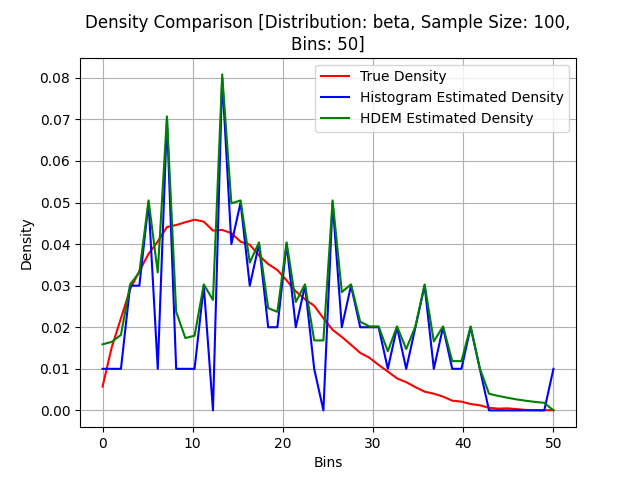 Density Comparison [Distribution: beta, Sample Size: 100,
Bins: 50]
True Density
Histogram Estimated Density
HDEM Estimated Density
Density
0.08
0.07
0.06
0.05
0.04
0.03
0.02
0.01
0.00
0 10 20 30 40 50
Bins